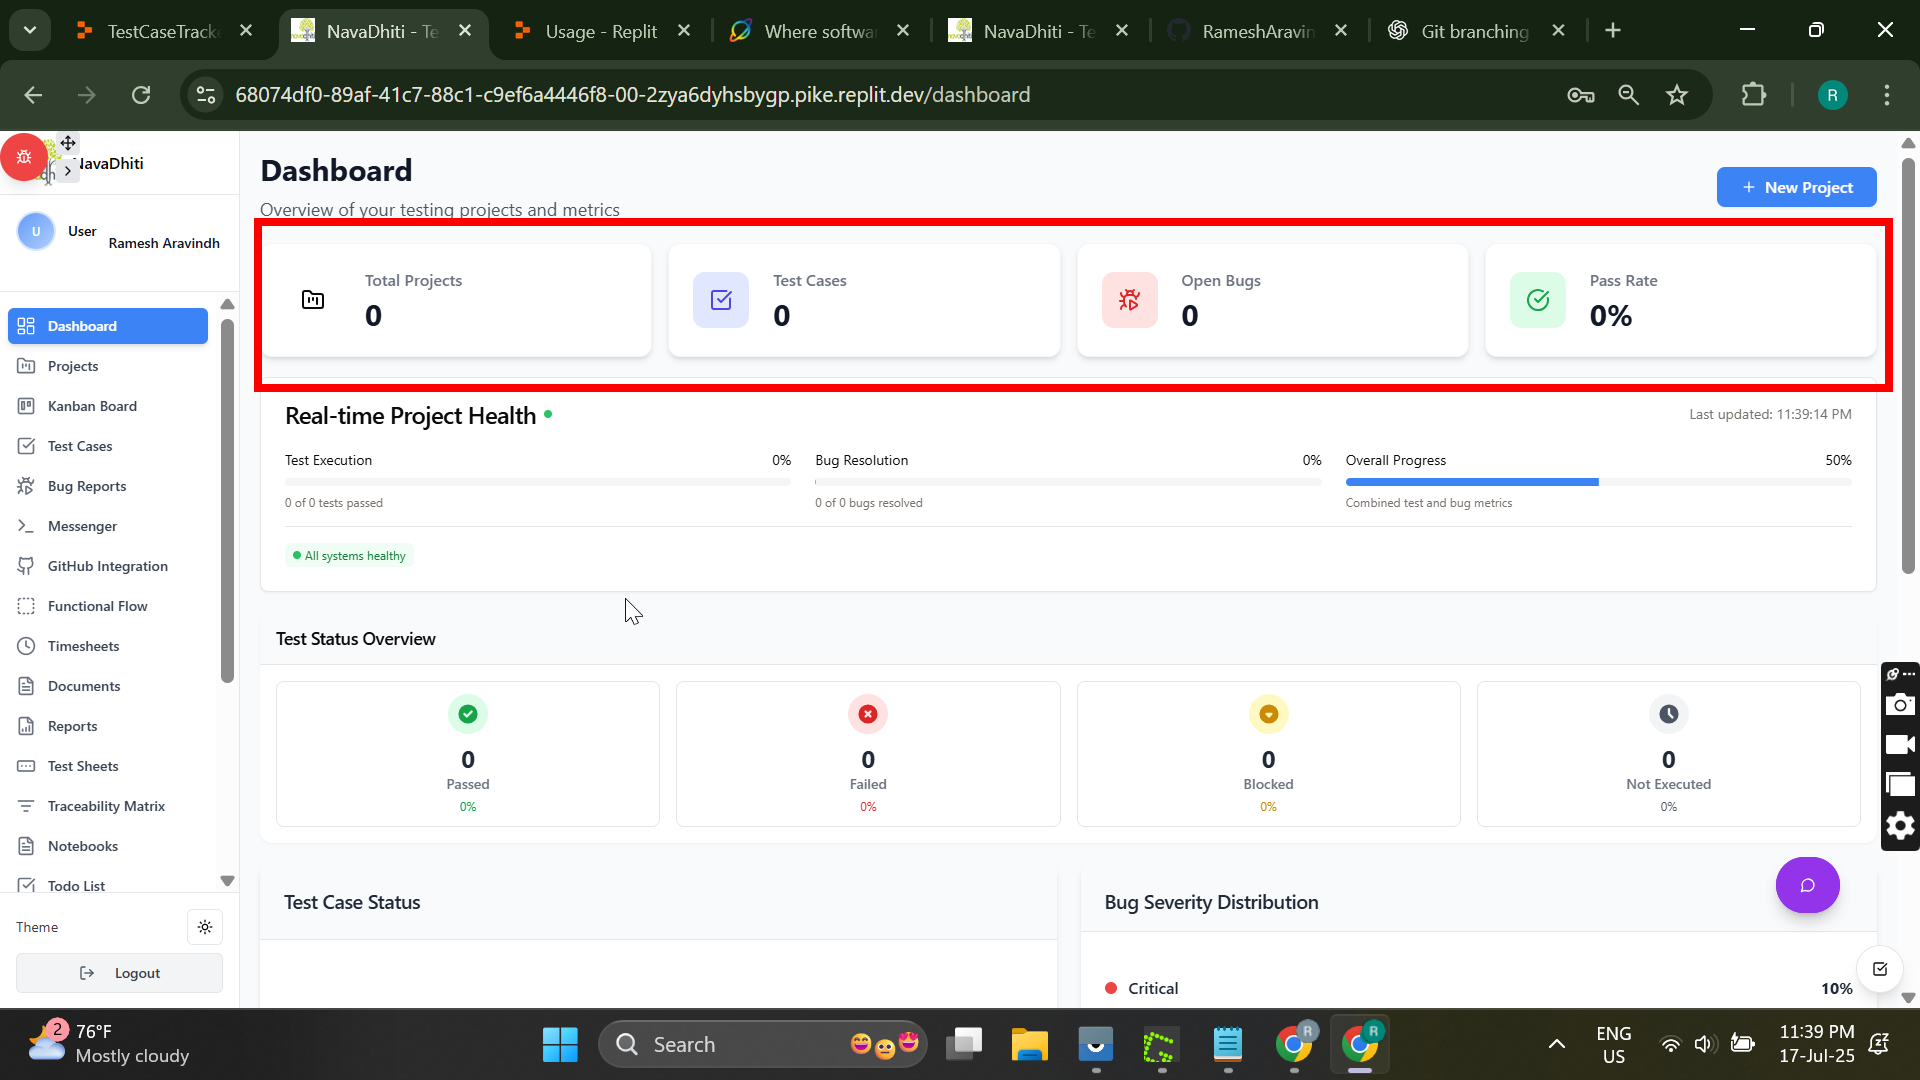 TestCaseTrack
NavaDhiti - Te
Usage - Replit
Where softwa
NavaDhiti - Te
RameshAravin
Git branching
68074df0-89af-41c7-88c1-c9ef6a4446f8-00-2zya6dyhsbygp.pike.replit.dev/dashboard
R
NavaDhiti
U
User
Ramesh Aravindh
Dashboard
Projects
Kanban Board
Test Cases
Bug Reports
Messenger
GitHub Integration
Functional Flow
Timesheets
Documents
Reports
Test Sheets
Traceability Matrix
Notebooks
Todo List
Theme
Logout
Dashboard
Overview of your testing projects and metrics
+ New Project
Total Projects
0
Test Cases
0
Open Bugs
0
Pass Rate
0%
Real-time Project Health
Last updated: 11:39:14 PM
Test Execution 0%
0 of 0 tests passed
Bug Resolution 0%
0 of 0 bugs resolved
Overall Progress 50%
Combined test and bug metrics
All systems healthy
Test Status Overview
0
Passed
0%
0
Failed
0%
0
Blocked
0%
0
Not Executed
0%
Test Case Status
Bug Severity Distribution
Critical 10%
2
76°F
Mostly cloudy
Search
R
R
ENG
US
11:39 PM
17-Jul-25